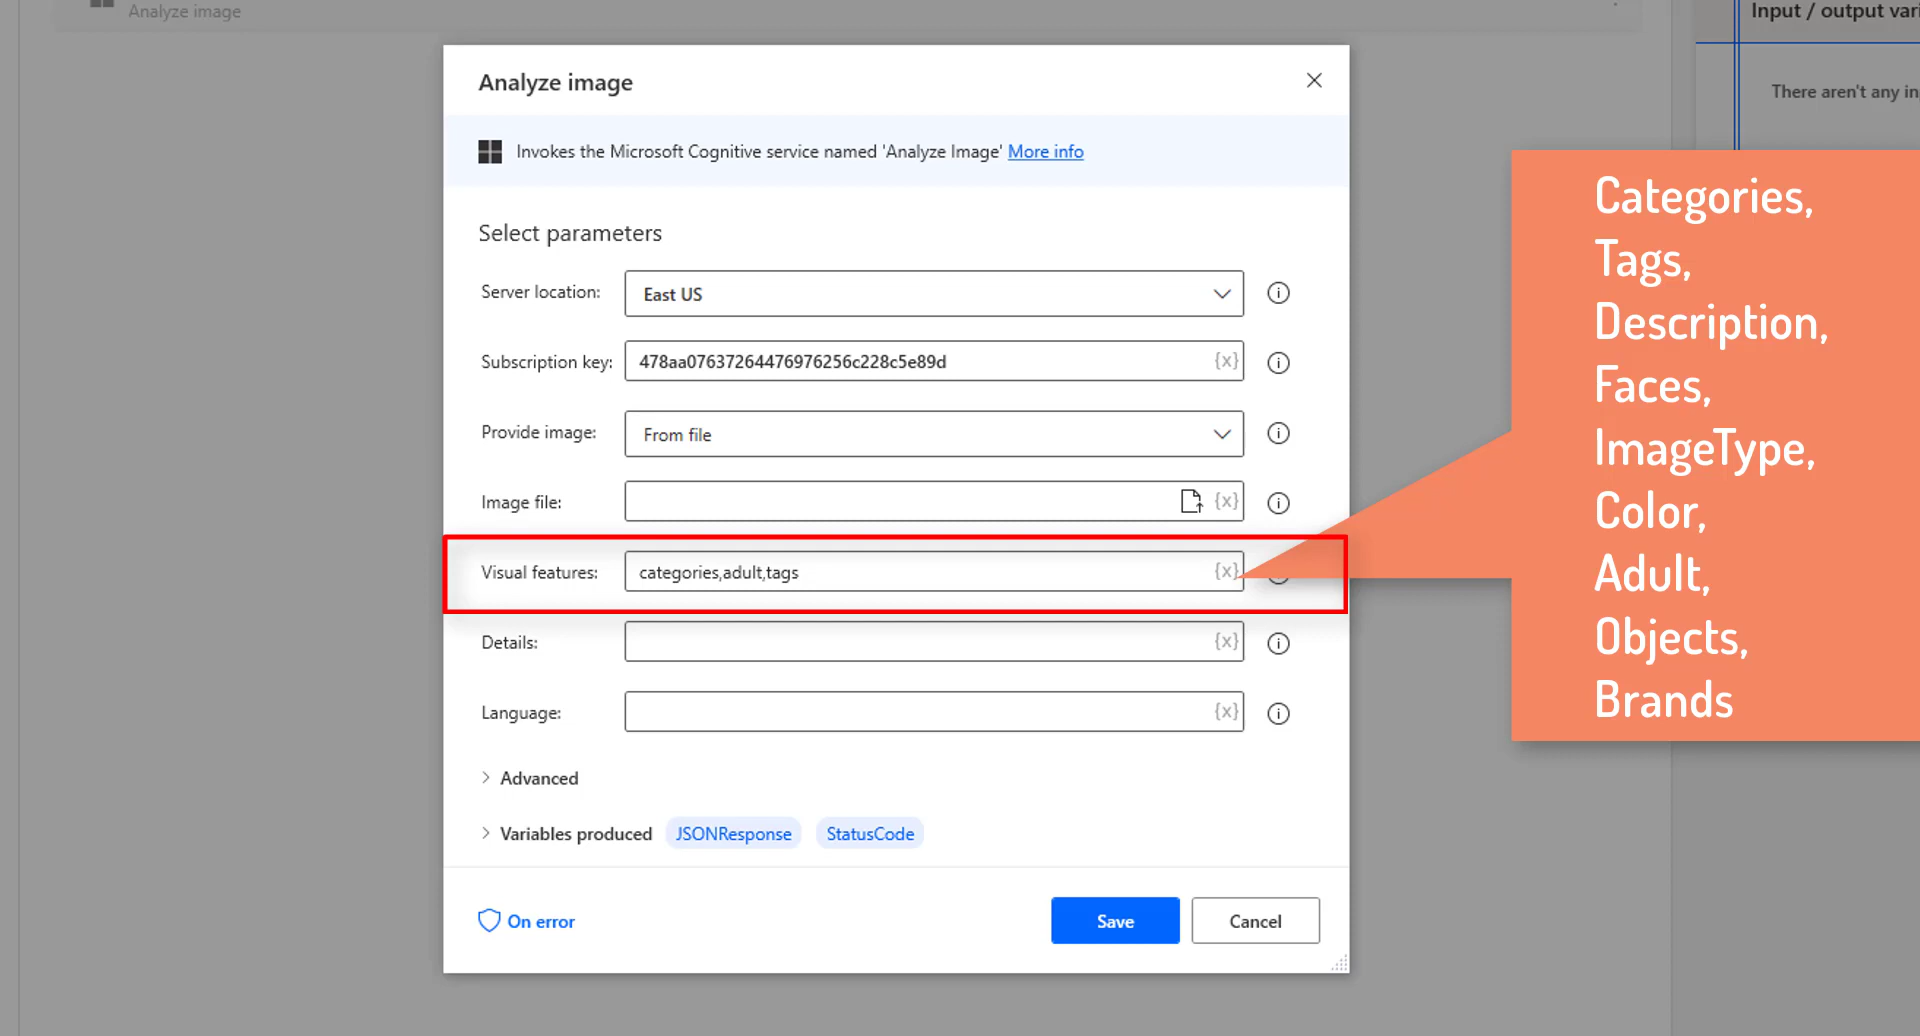 Analyze image
Input / output vari
There aren't any in
Analyze image
Invokes the Microsoft Cognitive service named 'Analyze Image' More info
Select parameters
Server location: East US
Subscription key: 478aa07637264476976256c228c5e89d {x}
Provide image: From file
Image file: {x}
Visual features: categories,adult,tags {x}
Details: {x}
Language: {x}
Advanced
Variables produced JSONResponse StatusCode
On error Save Cancel
Categories,
Tags,
Description,
Faces,
ImageType,
Color,
Adult,
Objects,
Brands